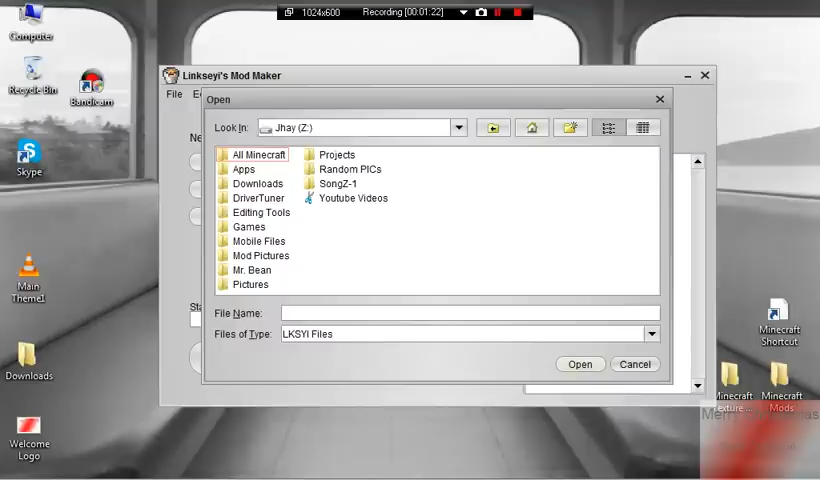 1024x600 Recording [00:01:22]
Computer
Recycle Bin
Bandicam
Skype
Main
Theme1
Downloads
Welcome
Logo
Linkseyi's Mod Maker
File
Open
Look In: Jhay (Z:)
All Minecraft
Apps
Downloads
DriverTuner
Editing Tools
Games
Mobile Files
Mod Pictures
Mr. Bean
Pictures
Projects
Random PICs
SongZ-1
Youtube Videos
File Name:
Files of Type: LKSYI Files
Open Cancel
Minecraft
Shortcut
Minecraft
Minecraft
Mods